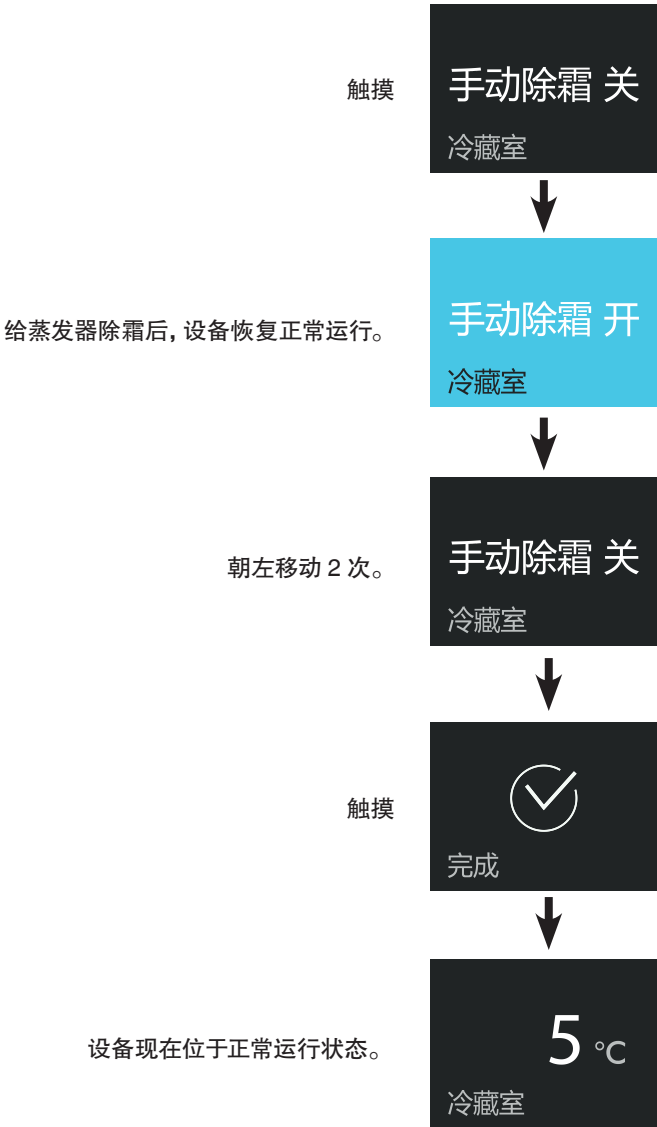 触摸
手动除霜 关
冷藏室
给蒸发器除霜后，设备恢复正常运行。
手动除霜 开
冷藏室
朝左移动 2 次。
手动除霜 关
冷藏室
触摸
完成
设备现在位于正常运行状态。
5 °C
冷藏室